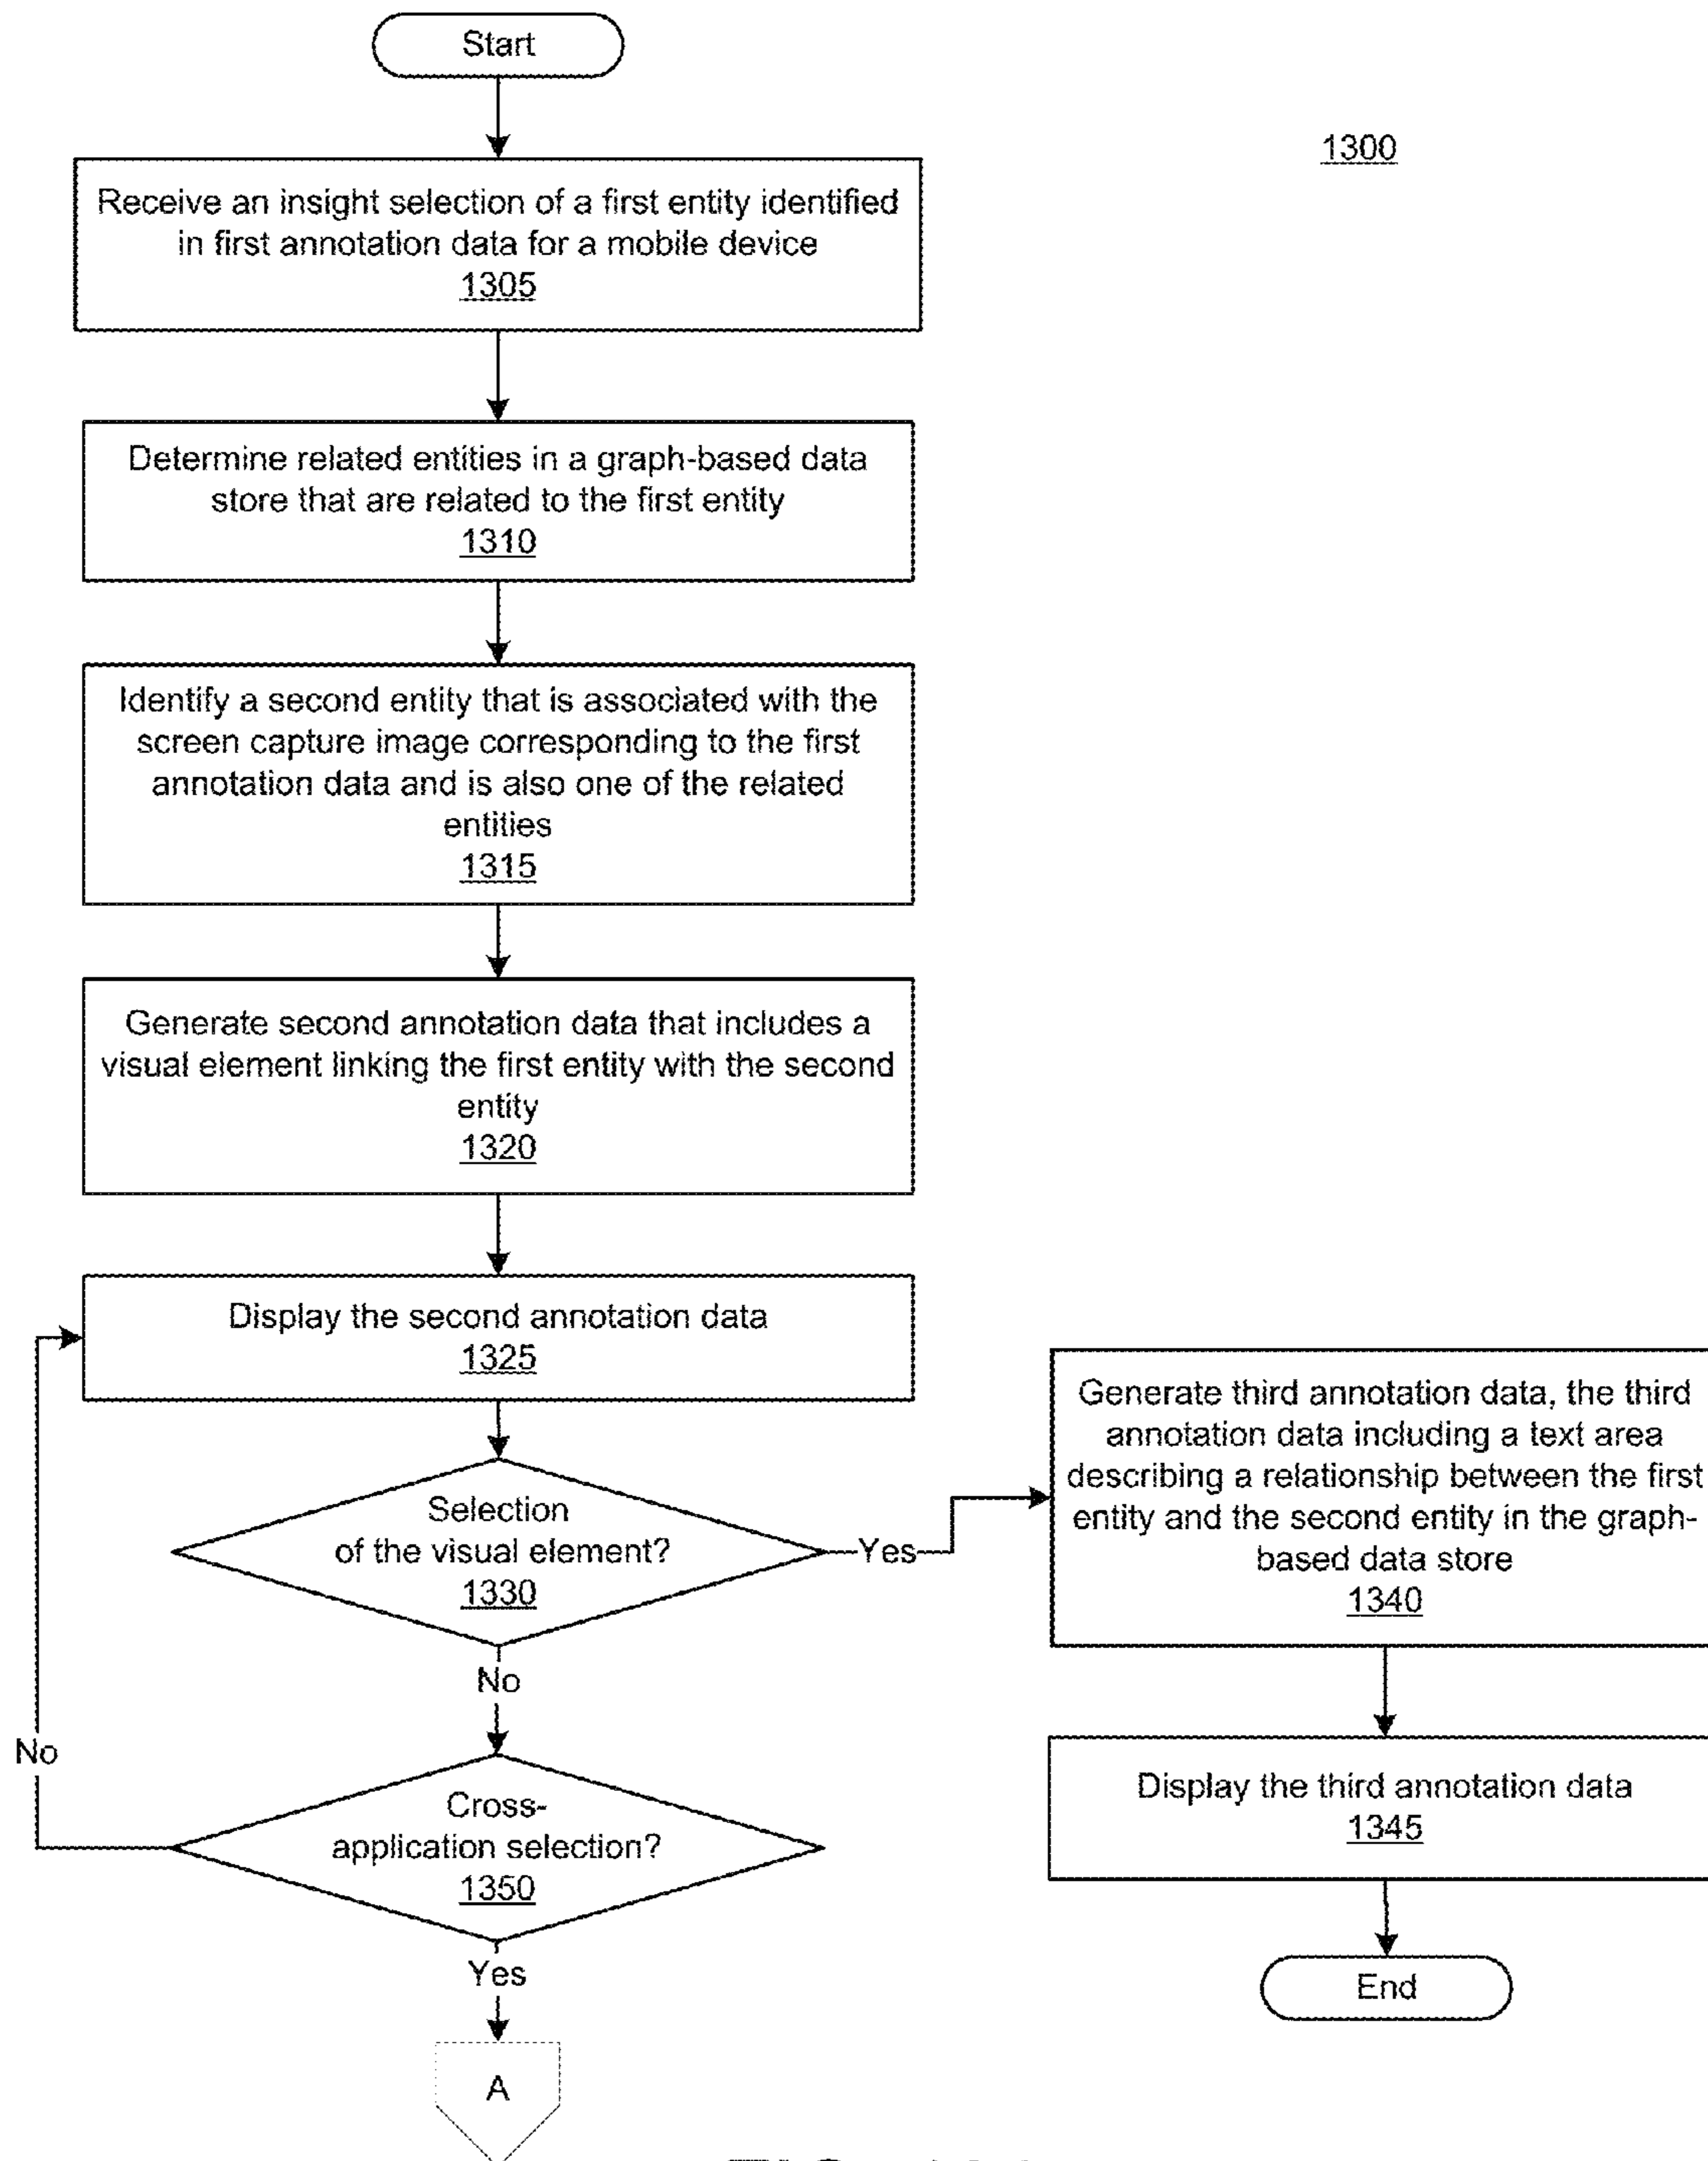 Start
1300
Receive an insight selection of a first entity identified
in first annotation data for a mobile device
1305
Determine related entities in a graph-based data
store that are related to the first entity
1310
Identify a second entity that is associated with the
screen capture image corresponding to the first
annotation data and is also one of the related
entities
1315
Generate second annotation data that includes a
visual element linking the first entity with the second
entity
1320
Display the second annotation data
1325
Selection
of the visual element?
1330
Yes
No
Generate third annotation data, the third
annotation data including a text area
describing a relationship between the first
entity and the second entity in the graph-
based data store
1340
Display the third annotation data
1345
End
Cross-
application selection?
1350
No
Yes
A